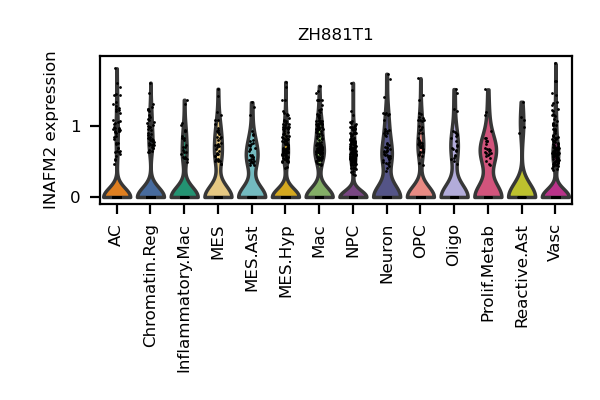 ZH881T1
INAFM2 expression
1
0
AC
Chromatin.Reg
Inflammatory.Mac
MES
MES.Ast
MES.Hyp
Mac
NPC
Neuron
OPC
Oligo
Prolif.Metab
Reactive.Ast
Vasc